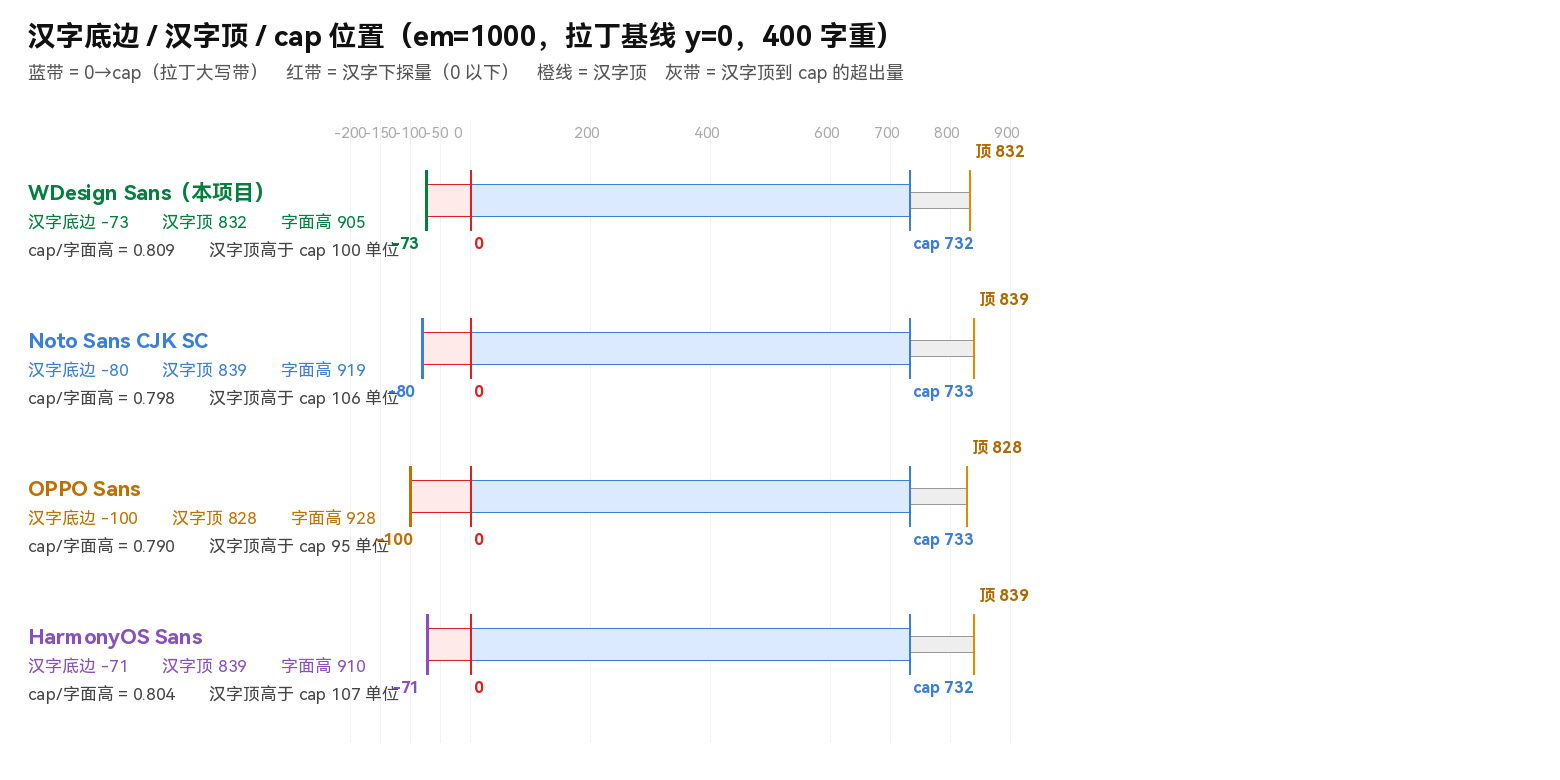 汉字底边 / 汉字顶 / cap 位置（em=1000，拉丁基线 y=0，400 字重）
蓝带 = 0→cap（拉丁大写带） 红带 = 汉字下探量（0 以下） 橙线 = 汉字顶 灰带 = 汉字顶到 cap 的超出量
-200 -150 -100 -50 0 200 400 600 700 800 900
顶 832
WDesign Sans（本项目）
汉字底边 -73 汉字顶 832 字面高 905
cap/字面高 = 0.809 汉字顶高于 cap 100 单位
-73 0 cap 732
顶 839
Noto Sans CJK SC
汉字底边 -80 汉字顶 839 字面高 919
cap/字面高 = 0.798 汉字顶高于 cap 106 单位
-80 0 cap 733
顶 828
OPPO Sans
汉字底边 -100 汉字顶 828 字面高 928
cap/字面高 = 0.790 汉字顶高于 cap 95 单位
-100 0 cap 733
顶 839
HarmonyOS Sans
汉字底边 -71 汉字顶 839 字面高 910
cap/字面高 = 0.804 汉字顶高于 cap 107 单位
-71 0 cap 732